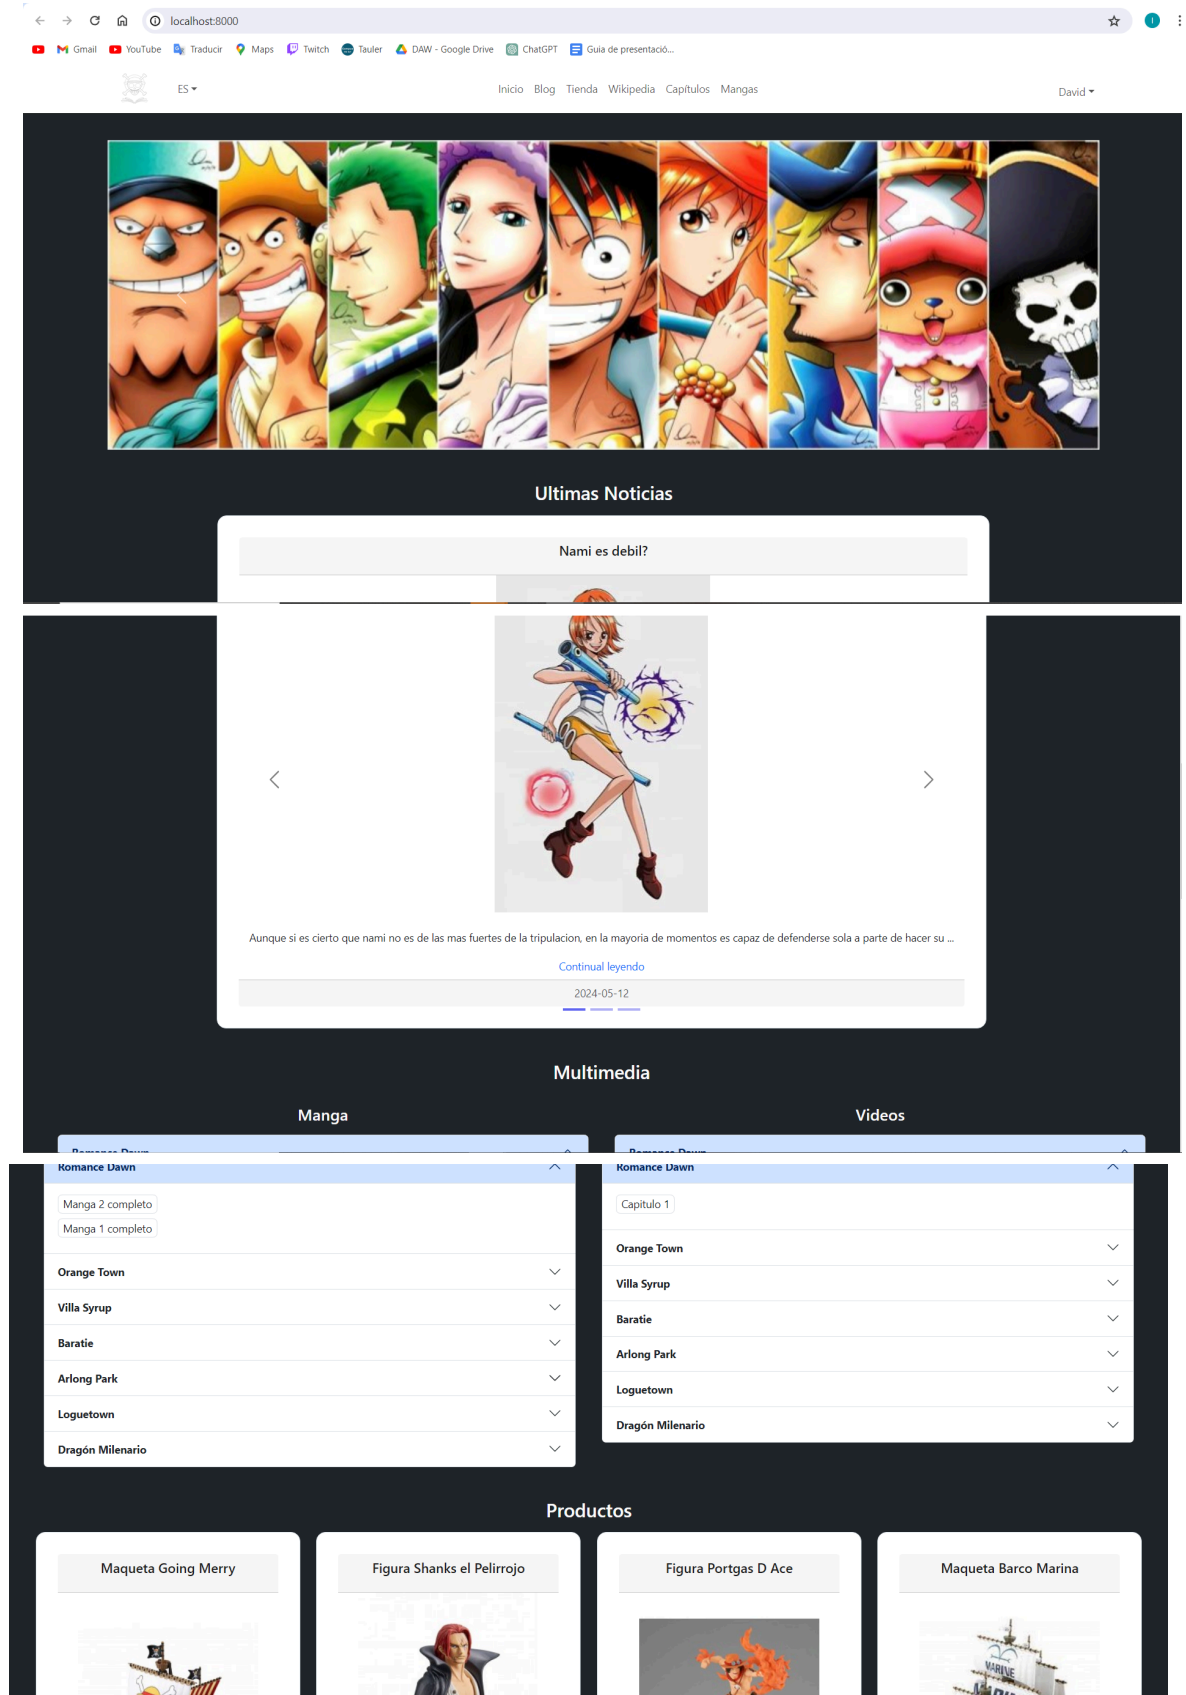 localhost:8000
Gmail YouTube Traducir Maps Twitch Tauler DAW - Google Drive ChatGPT Guia de presentació...
ES Inicio Blog Tienda Wikipedia Capítulos Mangas David
Ultimas Noticias
Nami es debil?
Aunque si es cierto que nami no es de las mas fuertes de la tripulacion, en la mayoria de momentos es capaz de defenderse sola a parte de hacer su ...
Continual leyendo
2024-05-12
Multimedia
Manga Videos
Romance Dawn Romance Dawn
Romance Dawn Romance Dawn
Manga 2 completo
Manga 1 completo
Orange Town
Villa Syrup
Baratie
Arlong Park
Loguetown
Dragón Milenario
Capitulo 1
Orange Town
Villa Syrup
Baratie
Arlong Park
Loguetown
Dragón Milenario
Productos
Maqueta Going Merry
Figura Shanks el Pelirrojo
Figura Portgas D Ace
Maqueta Barco Marina
MARINE